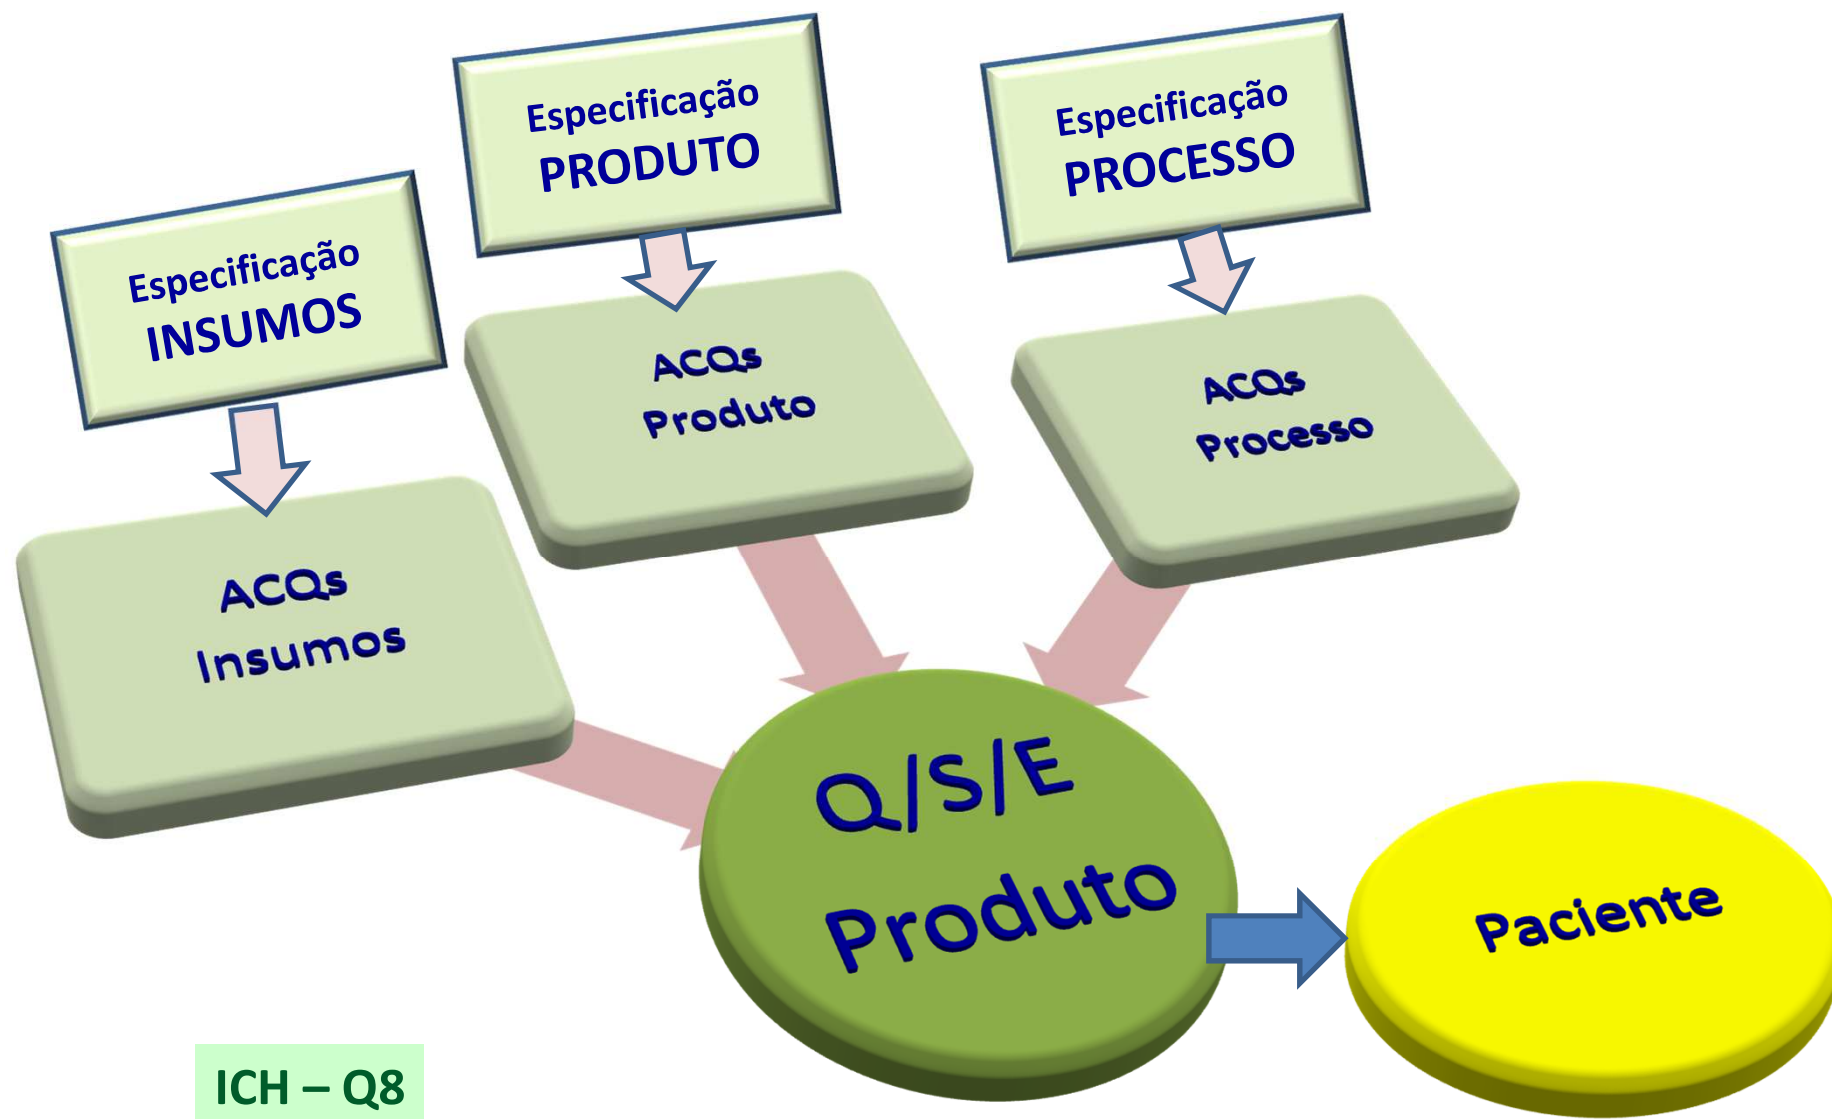 Especificação
INSUMOS
Especificação
PRODUTO
Especificação
PROCESSO
ACQs
Insumos
ACQs
Produto
ACQs
Processo
Q/S/E
Produto
Paciente
ICH – Q8